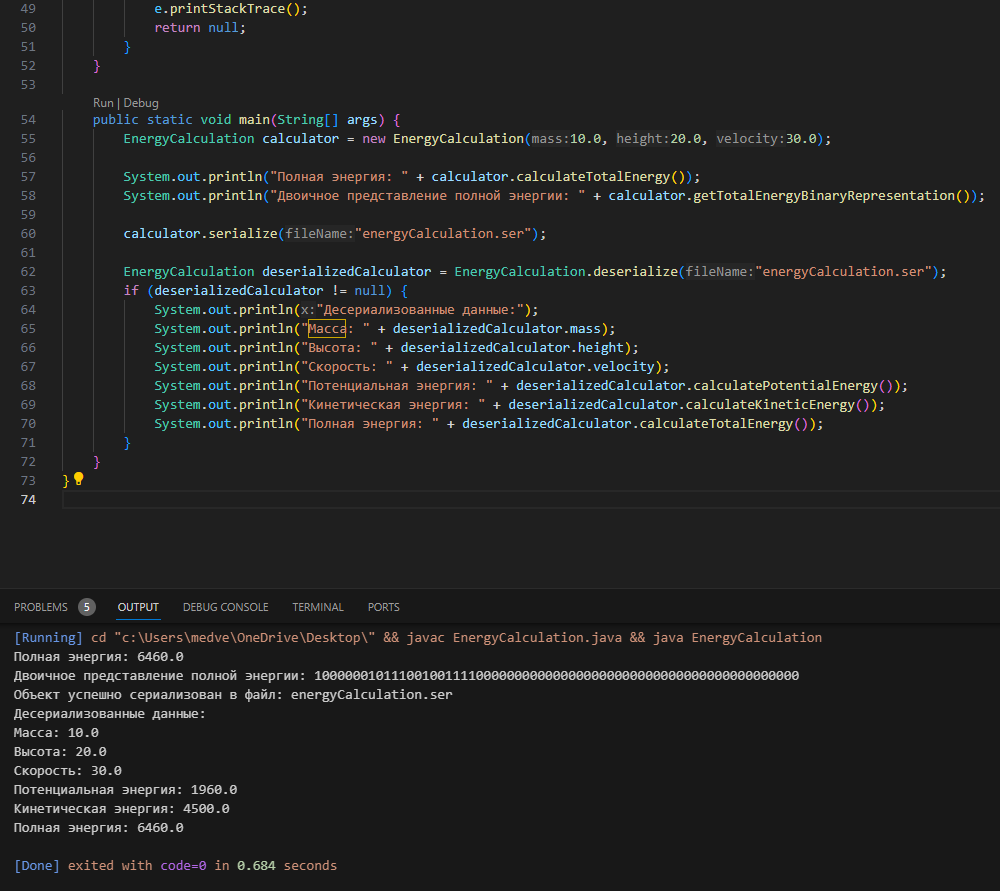 49 e.printStackTrace();
50 return null;
51 }
52 }
53
Run | Debug
54 public static void main(String[] args) {
55 EnergyCalculation calculator = new EnergyCalculation(mass:10.0, height:20.0, velocity:30.0);
56
57 System.out.println("Полная энергия: " + calculator.calculateTotalEnergy());
58 System.out.println("Двоичное представление полной энергии: " + calculator.getTotalEnergyBinaryRepresentation());
59
60 calculator.serialize(fileName:"energyCalculation.ser");
61
62 EnergyCalculation deserializedCalculator = EnergyCalculation.deserialize(fileName:"energyCalculation.ser");
63 if (deserializedCalculator != null) {
64 System.out.println(x:"Десериализованные данные:");
65 System.out.println("Масса: " + deserializedCalculator.mass);
66 System.out.println("Высота: " + deserializedCalculator.height);
67 System.out.println("Скорость: " + deserializedCalculator.velocity);
68 System.out.println("Потенциальная энергия: " + deserializedCalculator.calculatePotentialEnergy());
69 System.out.println("Кинетическая энергия: " + deserializedCalculator.calculateKineticEnergy());
70 System.out.println("Полная энергия: " + deserializedCalculator.calculateTotalEnergy());
71 }
72 }
73 }
74
PROBLEMS 5 OUTPUT DEBUG CONSOLE TERMINAL PORTS
[Running] cd "c:\Users\medve\OneDrive\Desktop\" && javac EnergyCalculation.java && java EnergyCalculation
Полная энергия: 6460.0
Двоичное представление полной энергии: 100000010111001001111000000000000000000000000000000000000000000
Объект успешно сериализован в файл: energyCalculation.ser
Десериализованные данные:
Масса: 10.0
Высота: 20.0
Скорость: 30.0
Потенциальная энергия: 1960.0
Кинетическая энергия: 4500.0
Полная энергия: 6460.0
[Done] exited with code=0 in 0.684 seconds